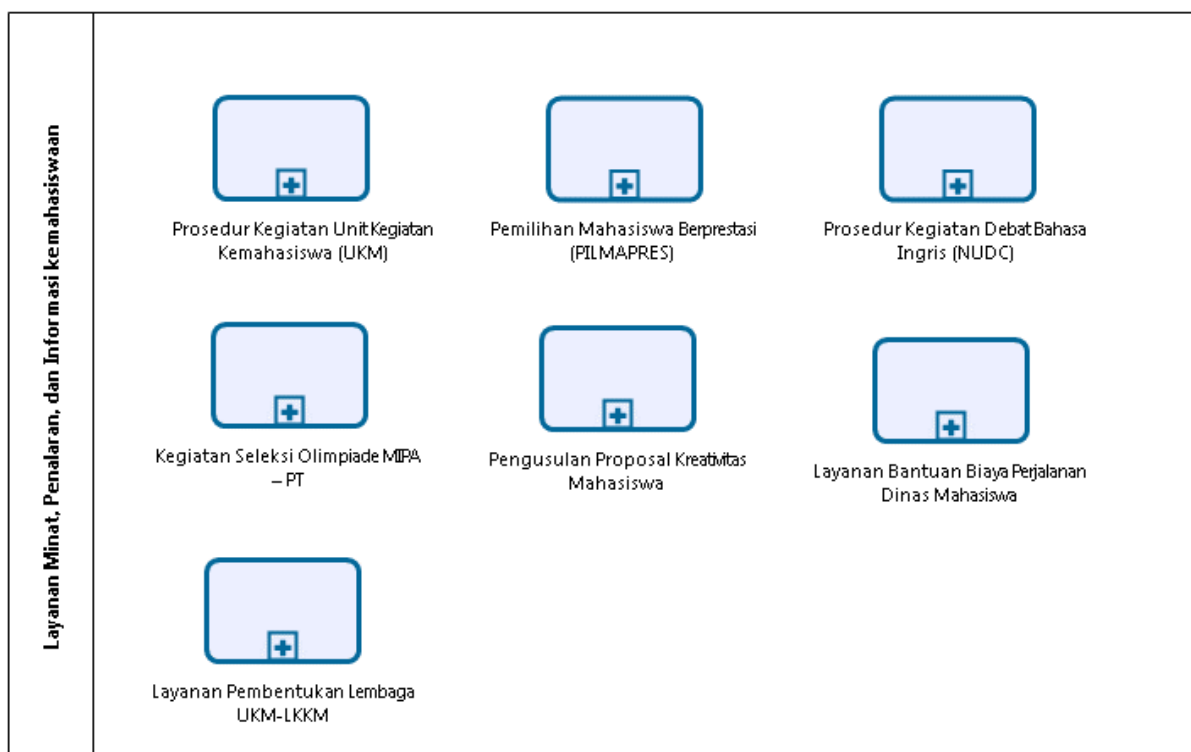 Layanan Minat, Penalaran, dan Informasi kemahasiswaan
Prosedur Kegiatan Unit Kegiatan
Kemahasiswa (UKM)
Pemilihan Mahasiswa Berprestasi
(PILMAPRES)
Prosedur Kegiatan Debat Bahasa
Ingris (NUDC)
Kegiatan Seleksi Olimpiade MIPA
– PT
Pengusulan Proposal Kreativitas
Mahasiswa
Layanan Bantuan Biaya Perjalanan
Dinas Mahasiswa
Layanan Pembentukan Lembaga
UKM-LKKM